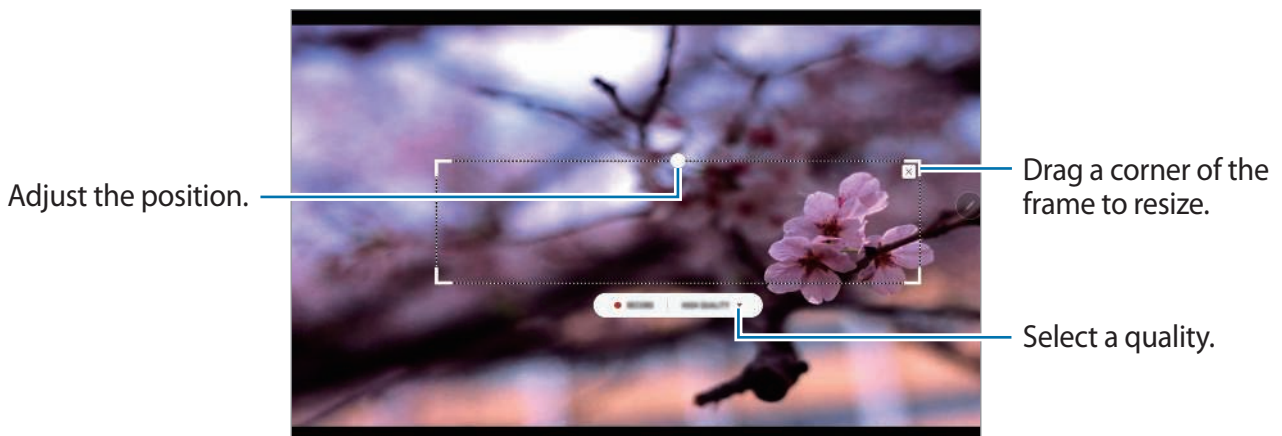 Adjust the position.
Drag a corner of the
frame to resize.
Select a quality.